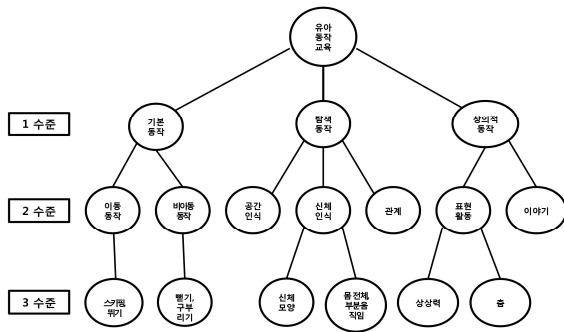 유아
동작
교육
1 수준
기본
동작
탐색
동작
창의적
동작
2 수준
이동
동작
비이동
동작
공간
인식
신체
인식
관계
표현
활동
이야기
3 수준
스키핑,
뛰기
뻗기,
구부
리기
신체
모양
몸 전체,
부분움
직임
상상력
춤